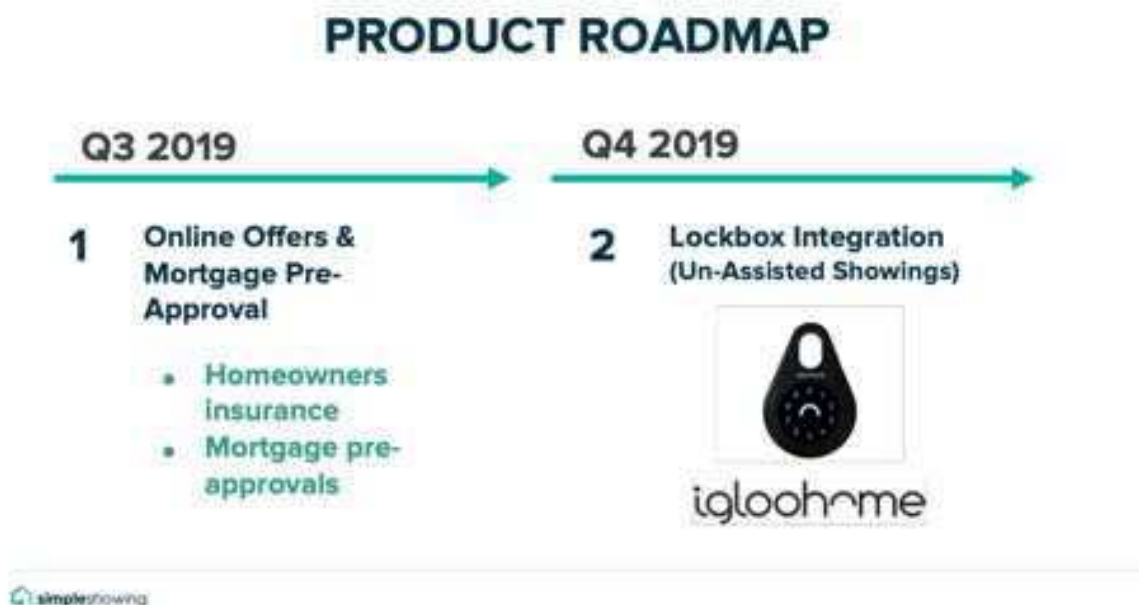 PRODUCT ROADMAP
Q3 2019
Q4 2019
1
Online Offers &
Mortgage Pre-
Approval
• Homeowners
insurance
• Mortgage pre-
approvals
2
Lockbox Integration
(Un-Assisted Showings)
igloohome
simpleshowing